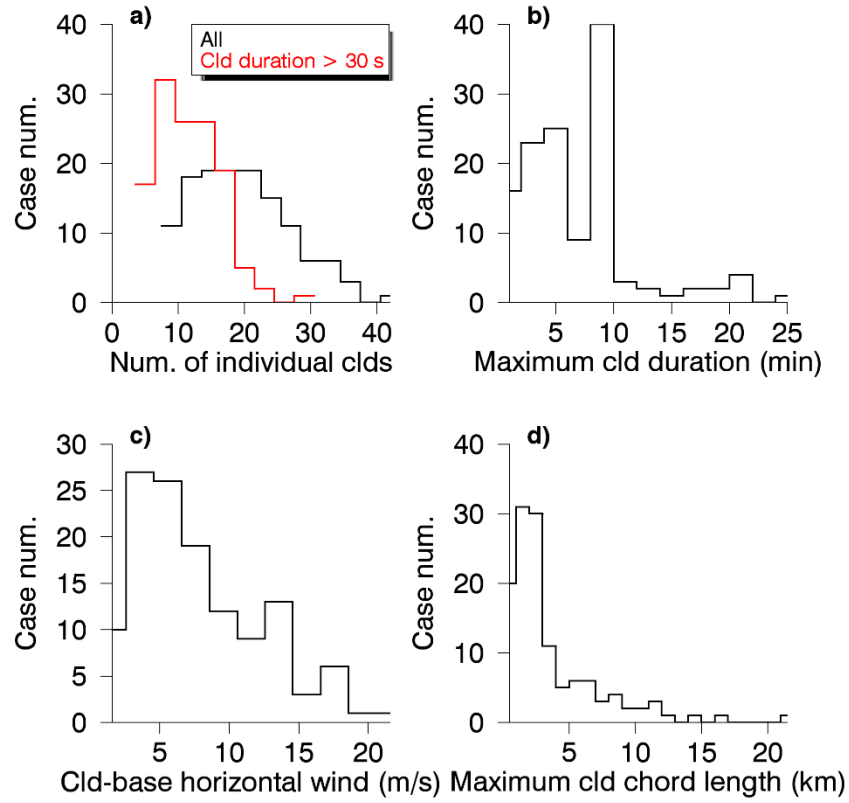 a)
All
Cld duration > 30 s
Case num.
40
30
20
10
0
0 10 20 30 40
Num. of individual clds
b)
Case num.
40
30
20
10
0
5 10 15 20 25
Maximum cld duration (min)
c)
Case num.
30
25
20
15
10
5
0
5 10 15 20
Cld-base horizontal wind (m/s)
d)
Case num.
40
30
20
10
0
5 10 15 20
Maximum cld chord length (km)